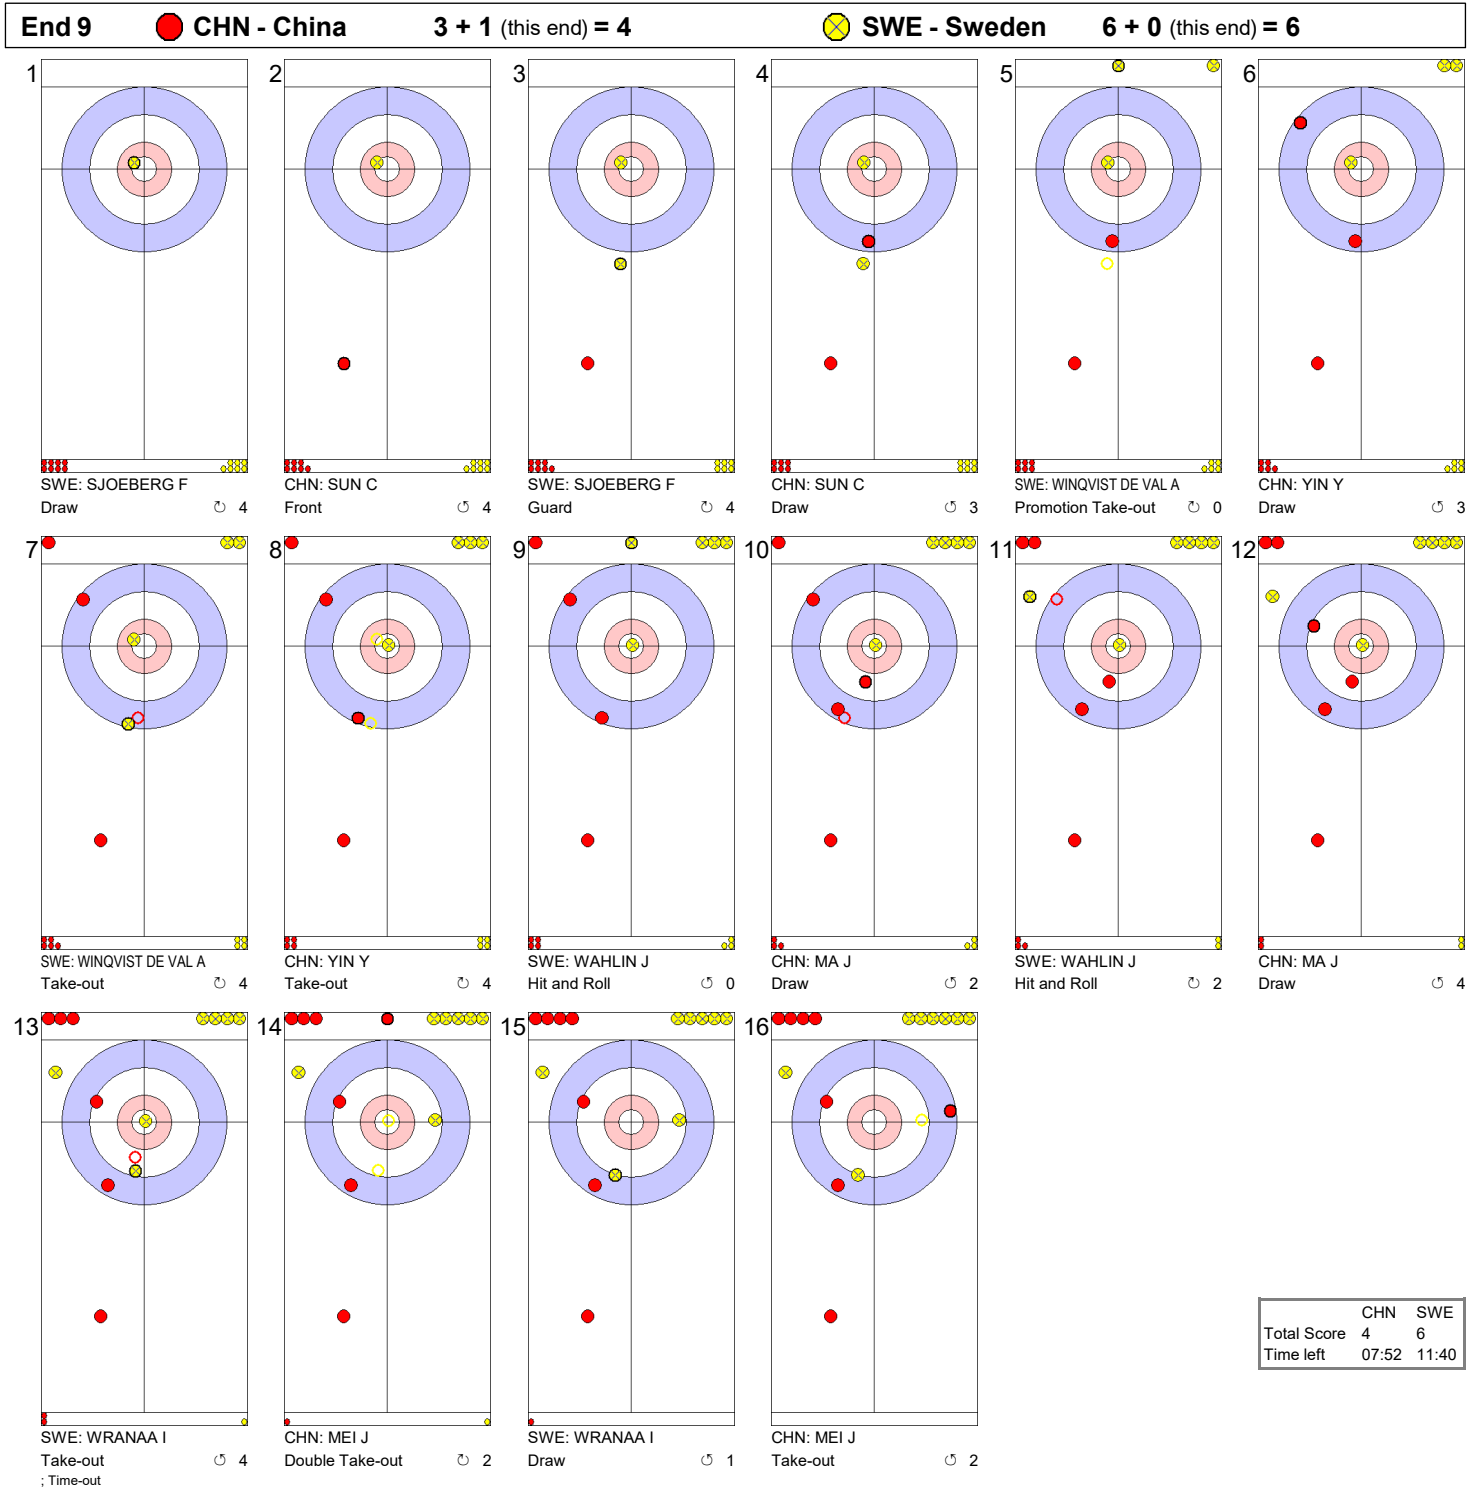 End 9 CHN - China 3 + 1 (this end) = 4 SWE - Sweden 6 + 0 (this end) = 6
1 2 3 4 5 6
SWE: SJOEBERG F CHN: SUN C SWE: SJOEBERG F CHN: SUN C SWE: WINQVIST DE VAL A CHN: YIN Y
Draw ↻ 4 Front ↺ 4 Guard ↺ 4 Draw ↺ 3 Promotion Take-out ↻ 0 Draw ↺ 3
7 8 9 10 11 12
SWE: WINQVIST DE VAL A CHN: YIN Y SWE: WAHLIN J CHN: MA J SWE: WAHLIN J CHN: MA J
Take-out ↻ 4 Take-out ↻ 4 Hit and Roll ↺ 0 Draw ↺ 2 Hit and Roll ↻ 2 Draw ↺ 4
13 14 15 16
CHN SWE
Total Score 4 6
Time left 07:52 11:40
SWE: WRANAA I CHN: MEI J SWE: WRANAA I CHN: MEI J
Take-out ↺ 4 Double Take-out ↻ 2 Draw ↺ 1 Take-out ↺ 2
; Time-out